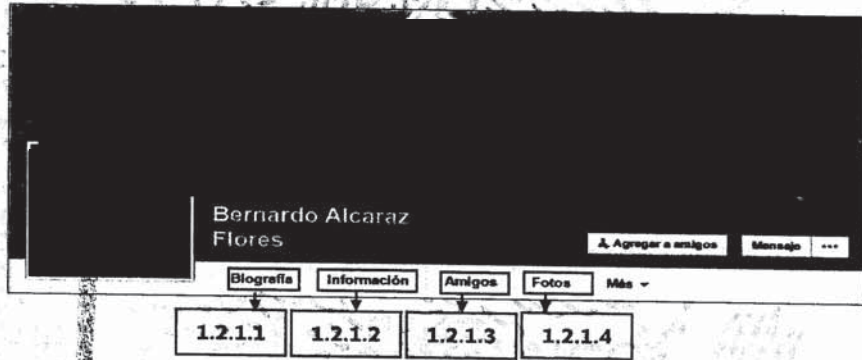 Bernardo Alcaraz
Flores
Agregar a amigos Mensaje ...
Biografía Información Amigos Fotos Más
1.2.1.1 1.2.1.2 1.2.1.3 1.2.1.4